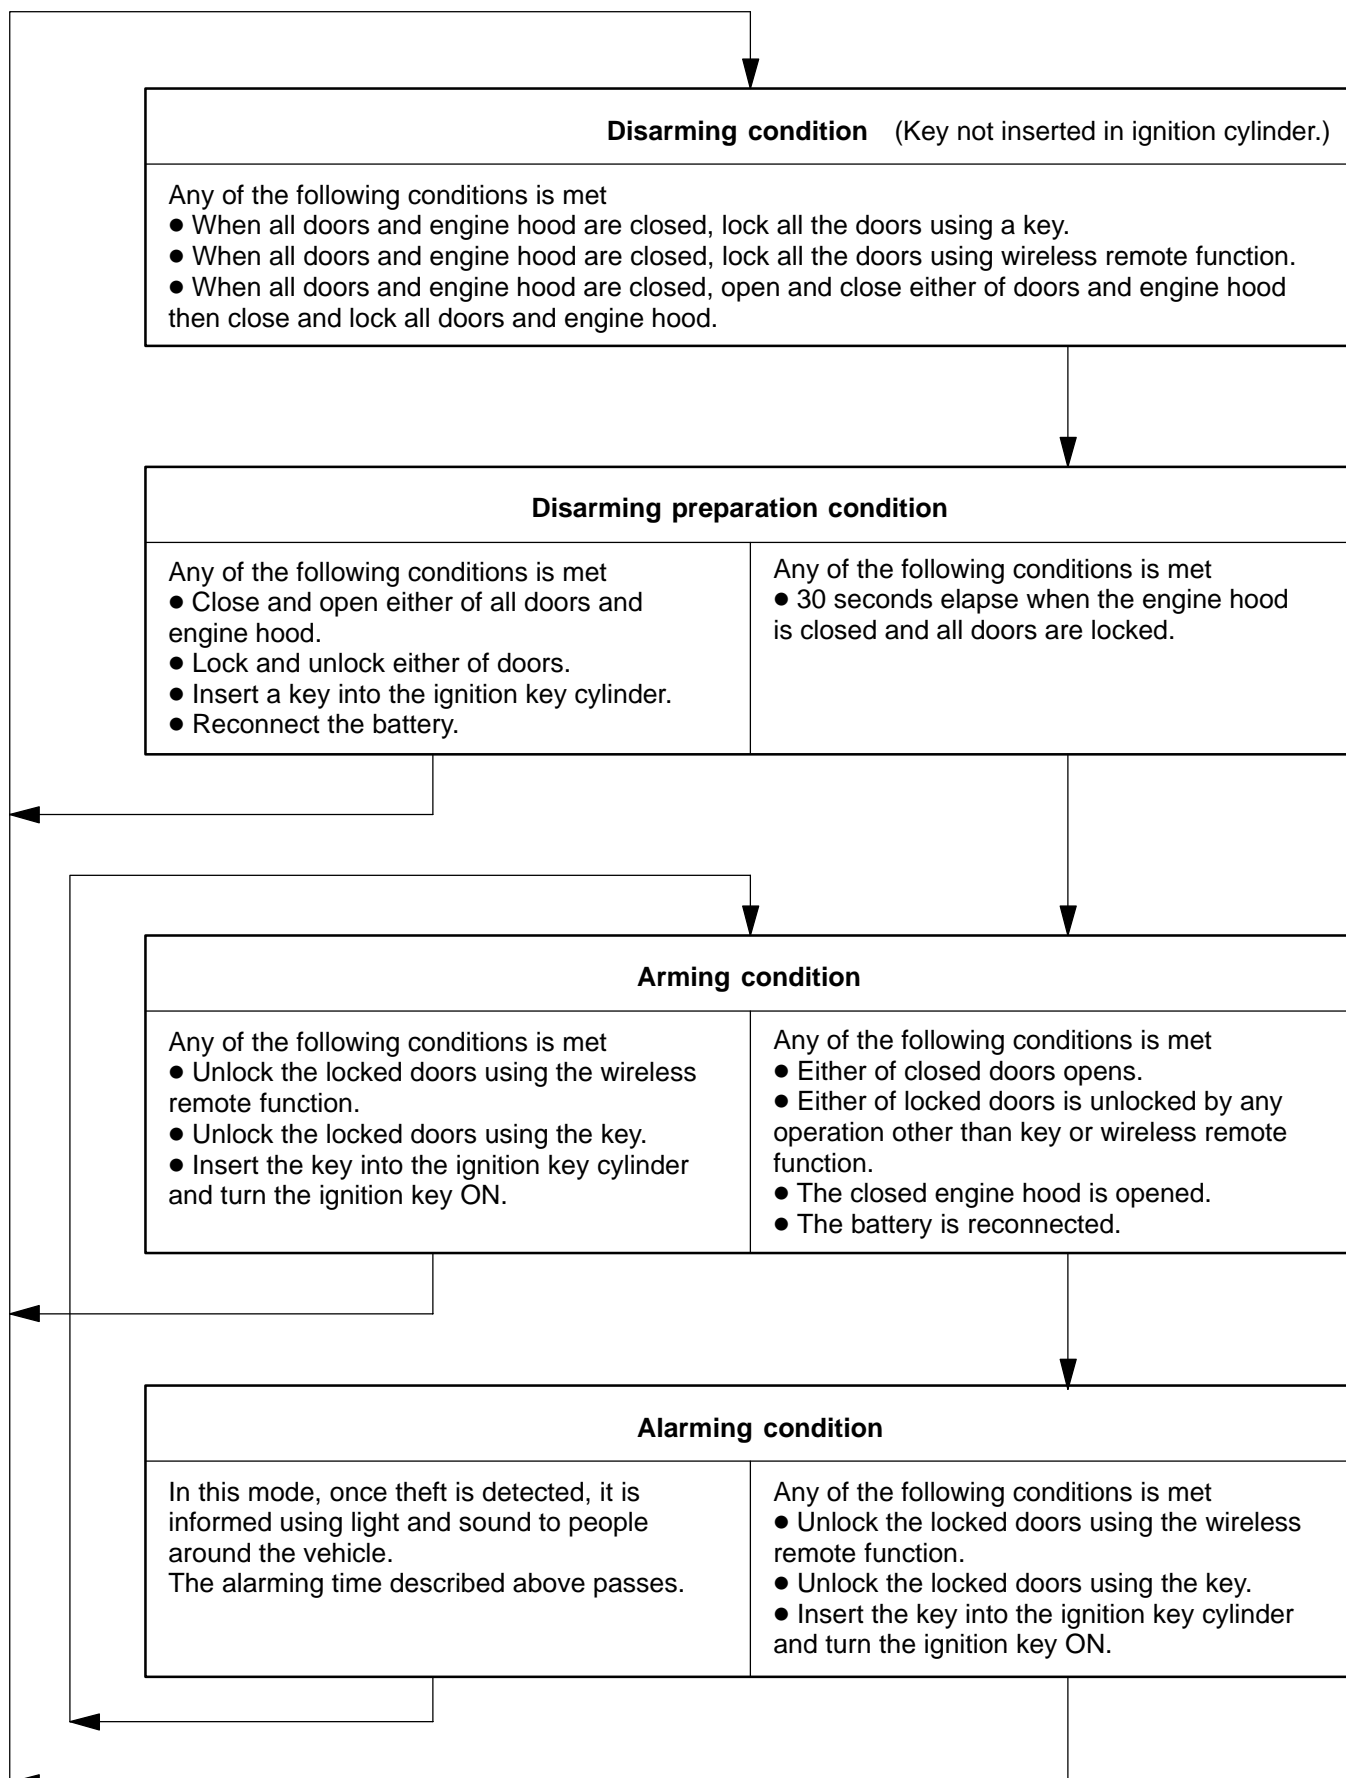 Disarming condition (Key not inserted in ignition cylinder.)
Any of the following conditions is met
● When all doors and engine hood are closed, lock all the doors using a key.
● When all doors and engine hood are closed, lock all the doors using wireless remote function.
● When all doors and engine hood are closed, open and close either of doors and engine hood
then close and lock all doors and engine hood.
Disarming preparation condition
Any of the following conditions is met
● Close and open either of all doors and
engine hood.
● Lock and unlock either of doors.
● Insert a key into the ignition key cylinder.
● Reconnect the battery.
Any of the following conditions is met
● 30 seconds elapse when the engine hood
is closed and all doors are locked.
Arming condition
Any of the following conditions is met
● Unlock the locked doors using the wireless
remote function.
● Unlock the locked doors using the key.
● Insert the key into the ignition key cylinder
and turn the ignition key ON.
Any of the following conditions is met
● Either of closed doors opens.
● Either of locked doors is unlocked by any
operation other than key or wireless remote
function.
● The closed engine hood is opened.
● The battery is reconnected.
Alarming condition
In this mode, once theft is detected, it is
informed using light and sound to people
around the vehicle.
The alarming time described above passes.
Any of the following conditions is met
● Unlock the locked doors using the wireless
remote function.
● Unlock the locked doors using the key.
● Insert the key into the ignition key cylinder
and turn the ignition key ON.